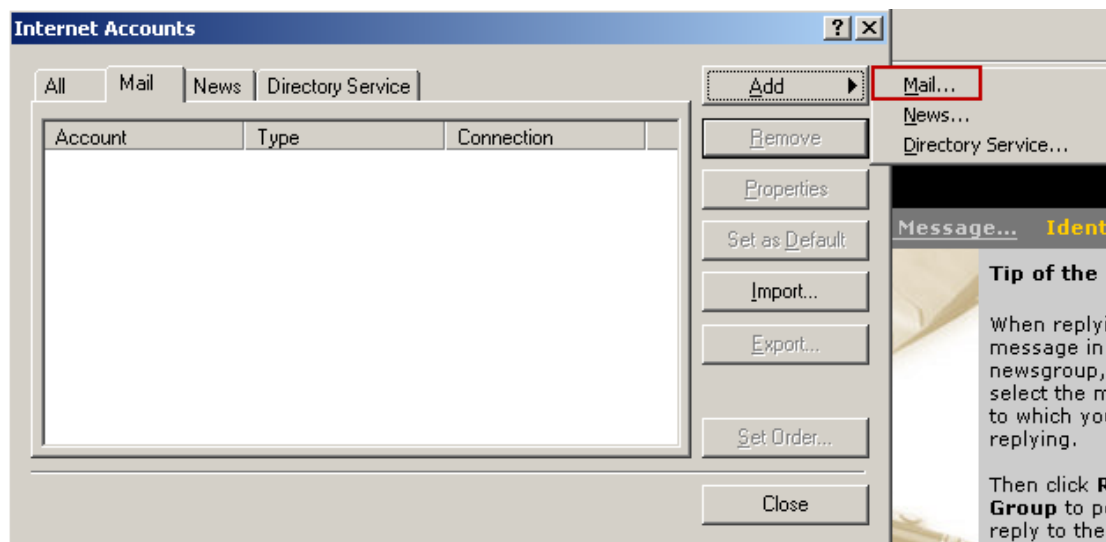 Internet Accounts
All Mail News Directory Service
Account Type Connection
Add
Remove
Properties
Set as Default
Import...
Export...
Set Order...
Close
Mail...
News...
Directory Service...
Message... Ident
Tip of the
When replyi
message in
newsgroup,
select the m
to which you
replying.
Then click R
Group to po
reply to the